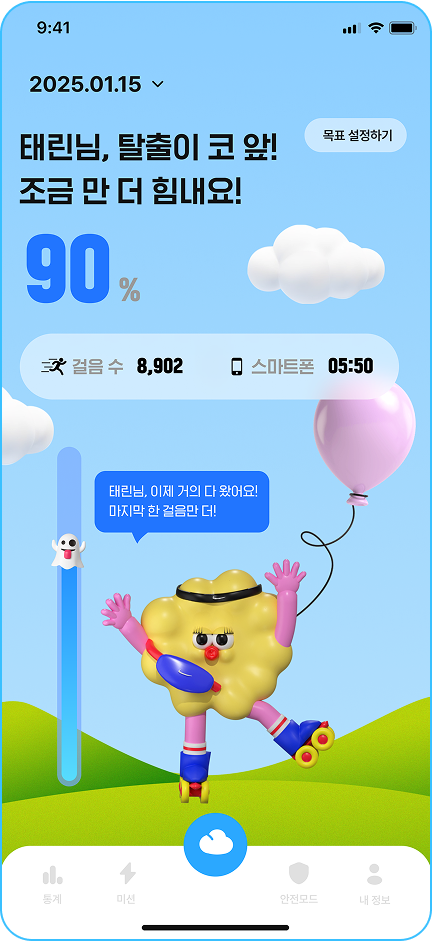 9:41
2025.01.15
태린님, 탈출이 코 앞!
목표 설정하기
조금 만 더 힘내요!
90 %
걸음 수 8,902 스마트폰 05:50
태린님, 이제 거의 다 왔어요!
마지막 한 걸음만 더!
통계 미션 안전모드 내 정보